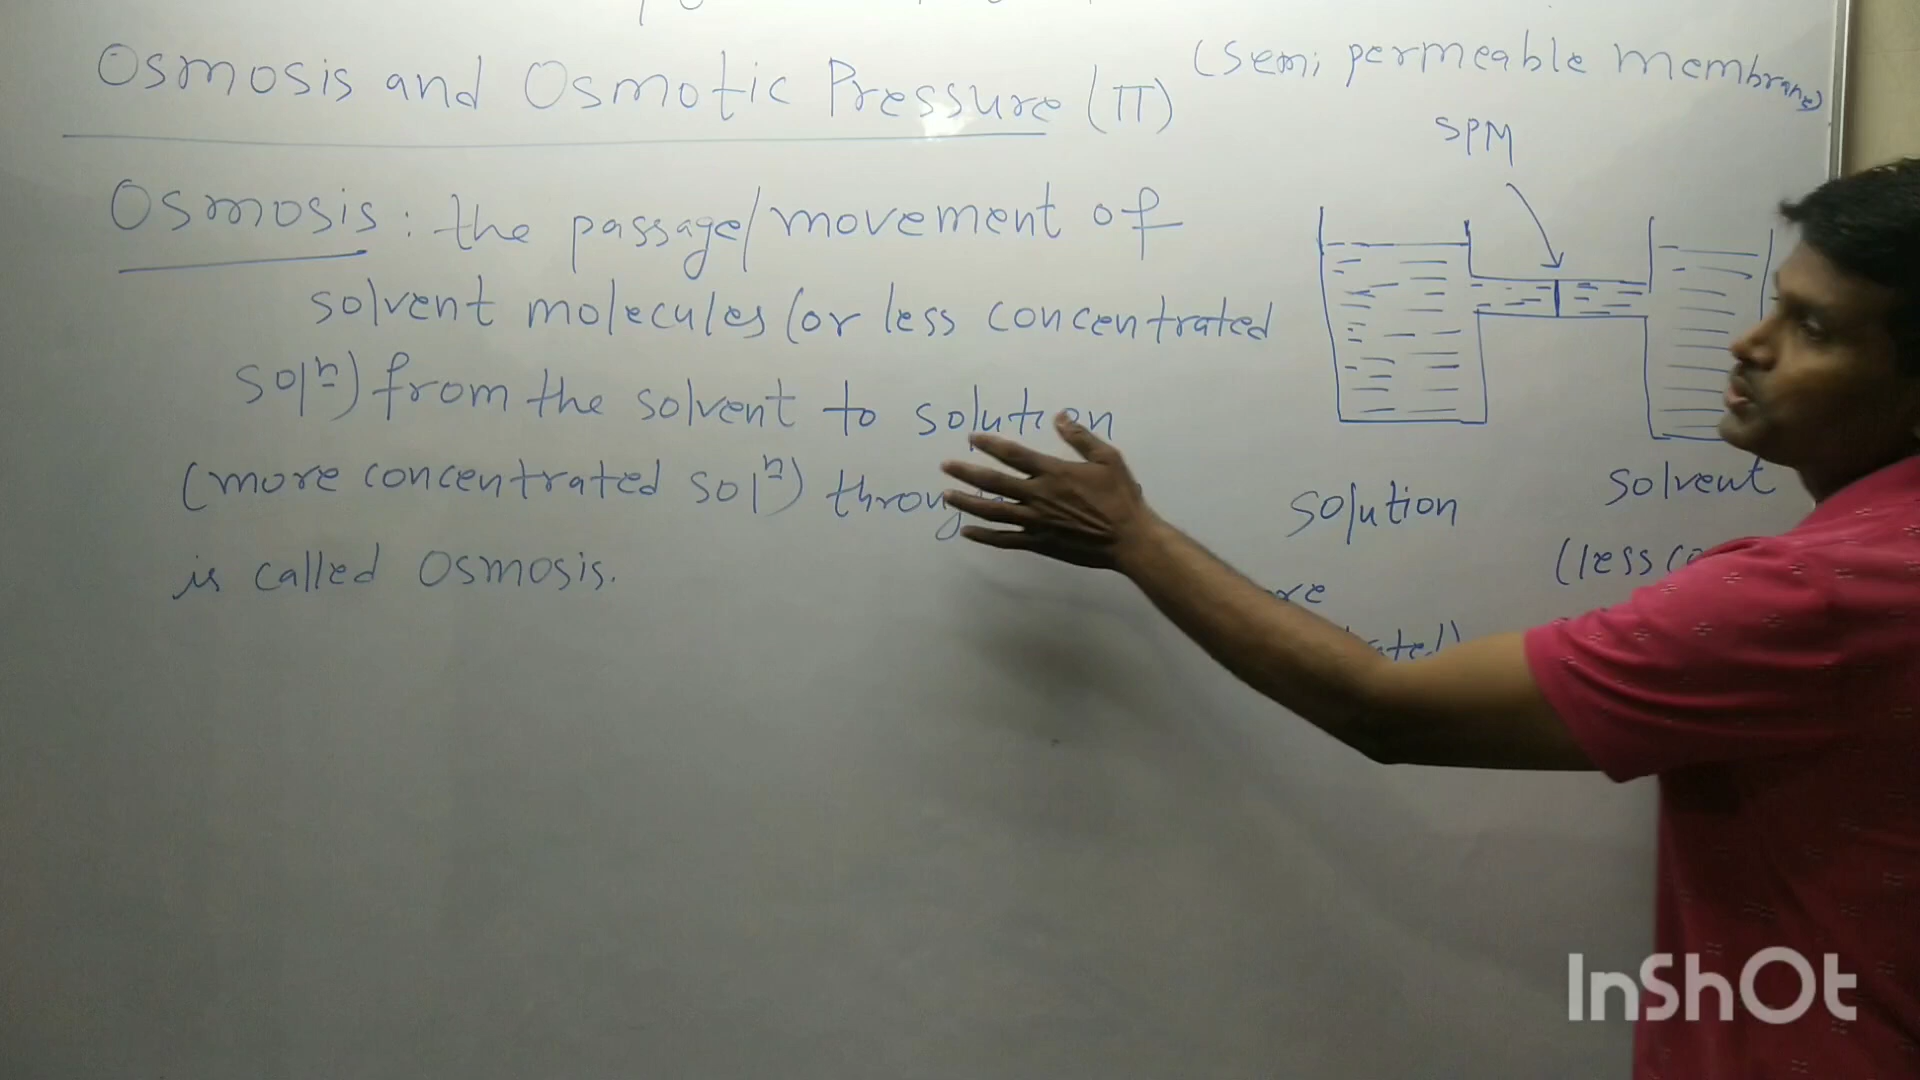 Osmosis and Osmotic Pressure (π)
(Semi permeable membrane)
SPM
Osmosis: the passage/movement of
solvent molecules (or less concentrated
solⁿ) from the solvent to solution
(more concentrated solⁿ)
is called Osmosis.
solution
solvent
(less
InShOt